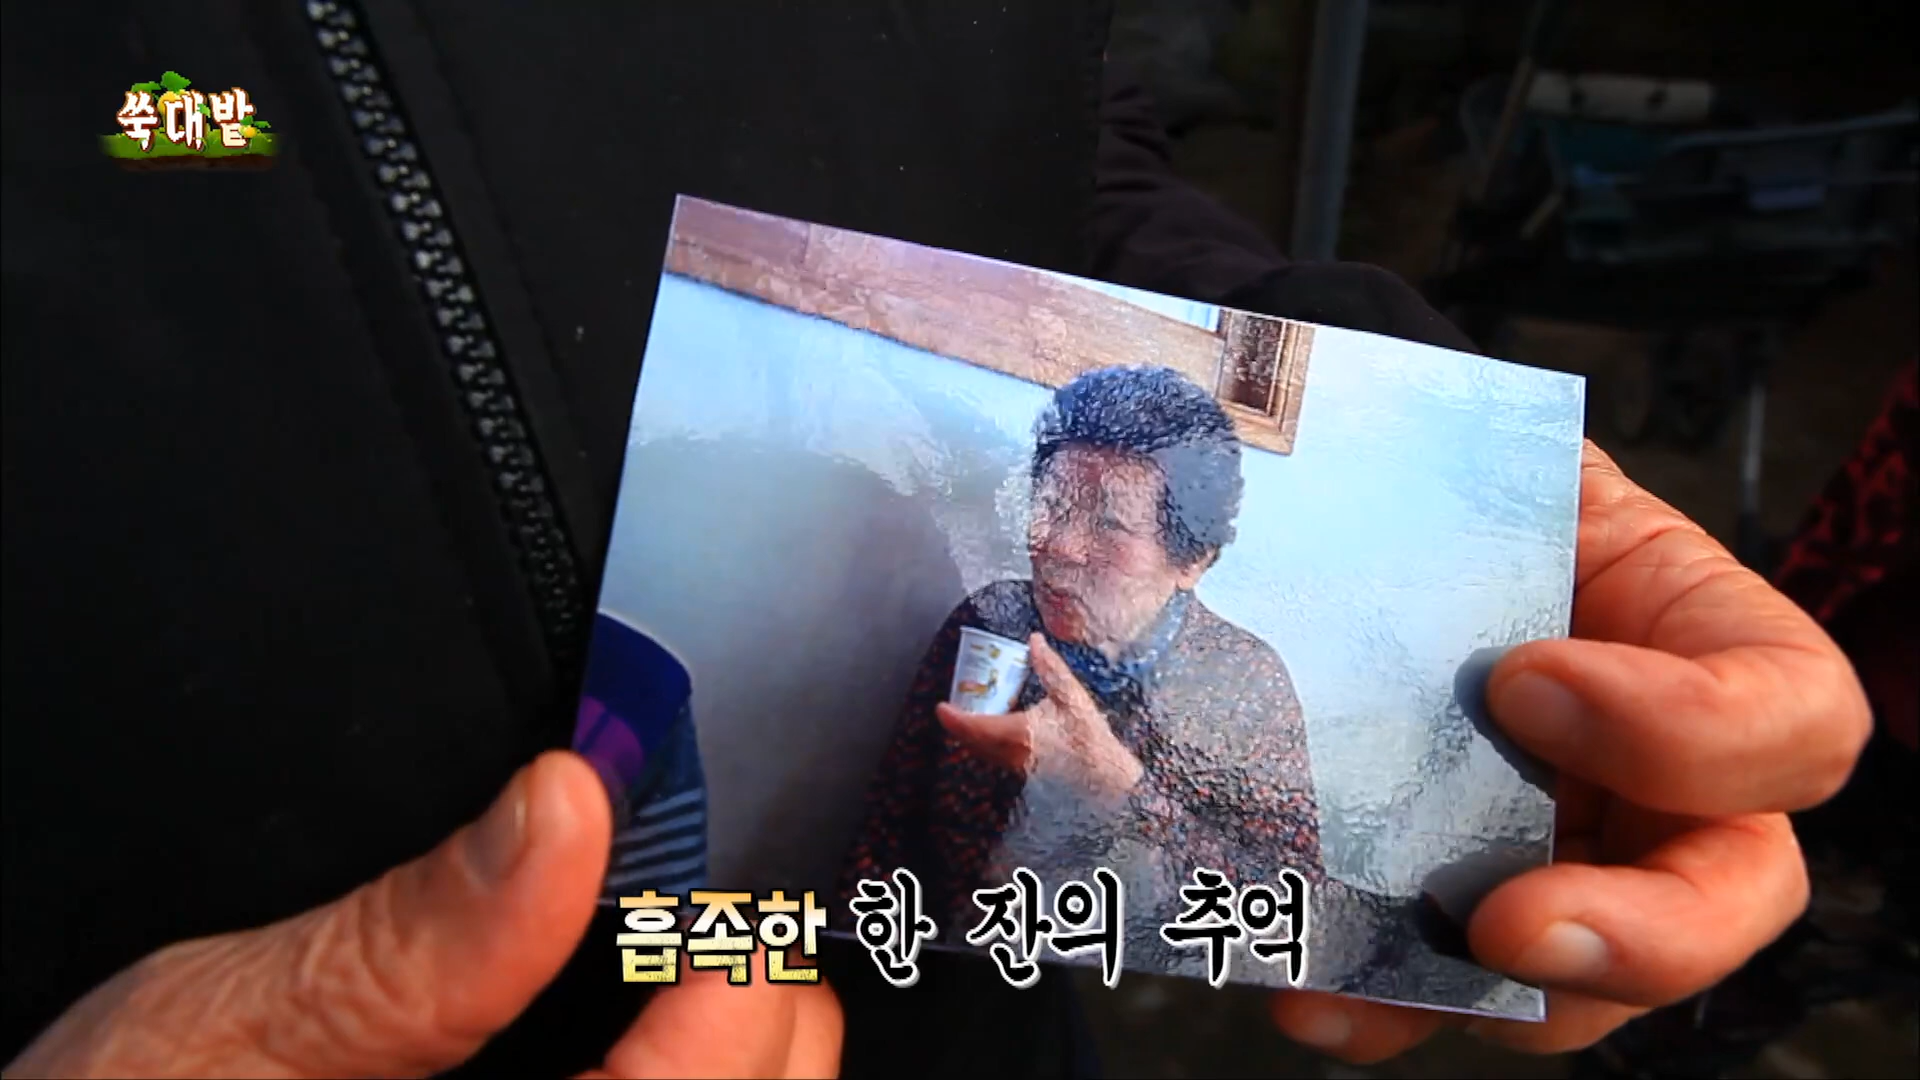 쑥대밭
흡족한 한 잔의 추억